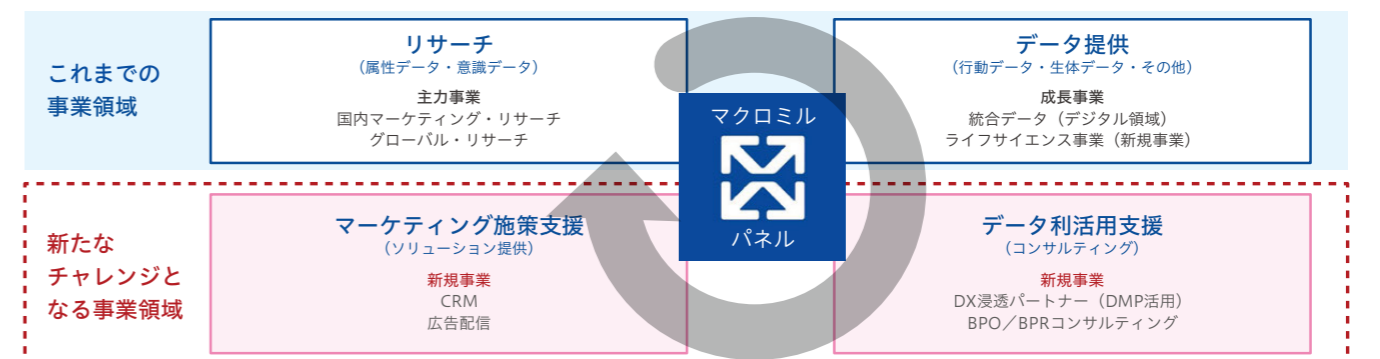 これまでの
事業領域
リサーチ
（属性データ・意識データ）
主力事業
国内マーケティング・リサーチ
グローバル・リサーチ
マクロミル
パネル
データ提供
（行動データ・生体データ・その他）
成長事業
統合データ（デジタル領域）
ライフサイエンス事業（新規事業）
新たな
チャレンジと
なる事業領域
マーケティング施策支援
（ソリューション提供）
新規事業
CRM
広告配信
データ利活用支援
（コンサルティング）
新規事業
DX浸透パートナー（DMP活用）
BPO／BPRコンサルティング